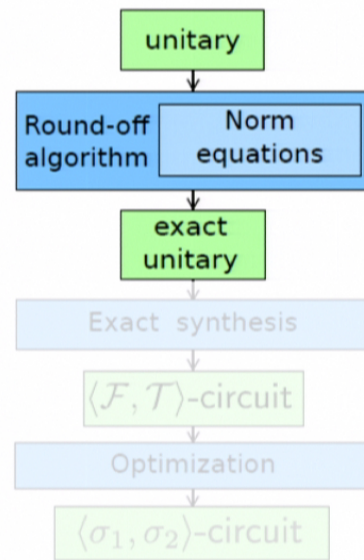 unitary
Round-off
algorithm
Norm
equations
exact
unitary
Exact synthesis
⟨ℱ, 𝒯⟩-circuit
Optimization
⟨σ₁, σ₂⟩-circuit